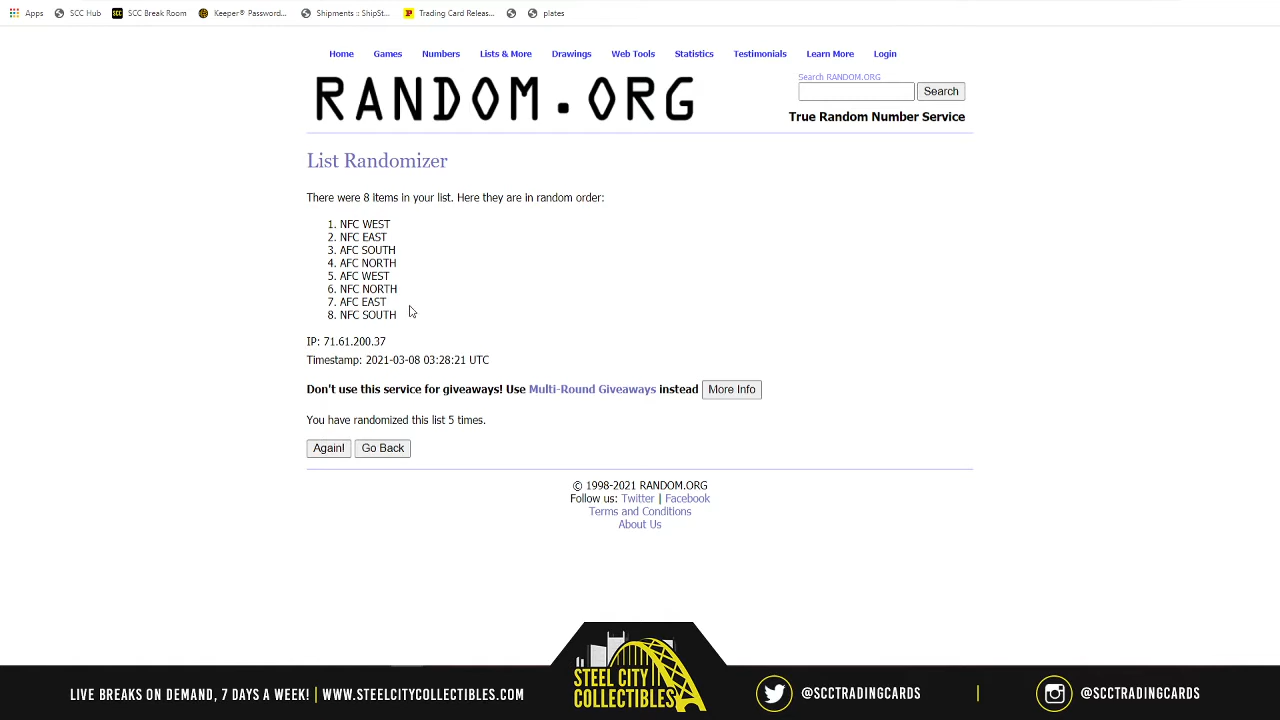 Apps SCC Hub SCC Break Room Keeper® Password... Shipments :: ShipSt... Trading Card Releas... plates
Home Games Numbers Lists & More Drawings Web Tools Statistics Testimonials Learn More Login
RANDOM.ORG
Search RANDOM.ORG
Search
True Random Number Service
List Randomizer
There were 8 items in your list. Here they are in random order:
1. NFC WEST
2. NFC EAST
3. AFC SOUTH
4. AFC NORTH
5. AFC WEST
6. NFC NORTH
7. AFC EAST
8. NFC SOUTH
IP: 71.61.200.37
Timestamp: 2021-03-08 03:28:21 UTC
Don't use this service for giveaways! Use Multi-Round Giveaways instead More Info
You have randomized this list 5 times.
Again! Go Back
© 1998-2021 RANDOM.ORG
Follow us: Twitter | Facebook
Terms and Conditions
About Us
LIVE BREAKS ON DEMAND, 7 DAYS A WEEK! | WWW.STEELCITYCOLLECTIBLES.COM
STEEL CITY
COLLECTIBLES
@SCCTRADINGCARDS | @SCCTRADINGCARDS